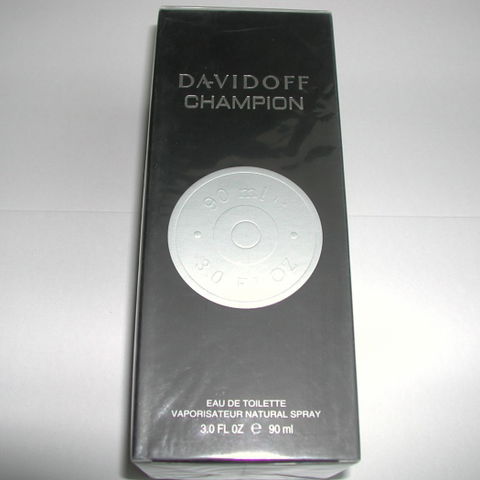 DAVIDOFF
CHAMPION
90 ml e
3.0 FL OZ
EAU DE TOILETTE
VAPORISATEUR NATURAL SPRAY
3.0 FL OZ e 90 ml